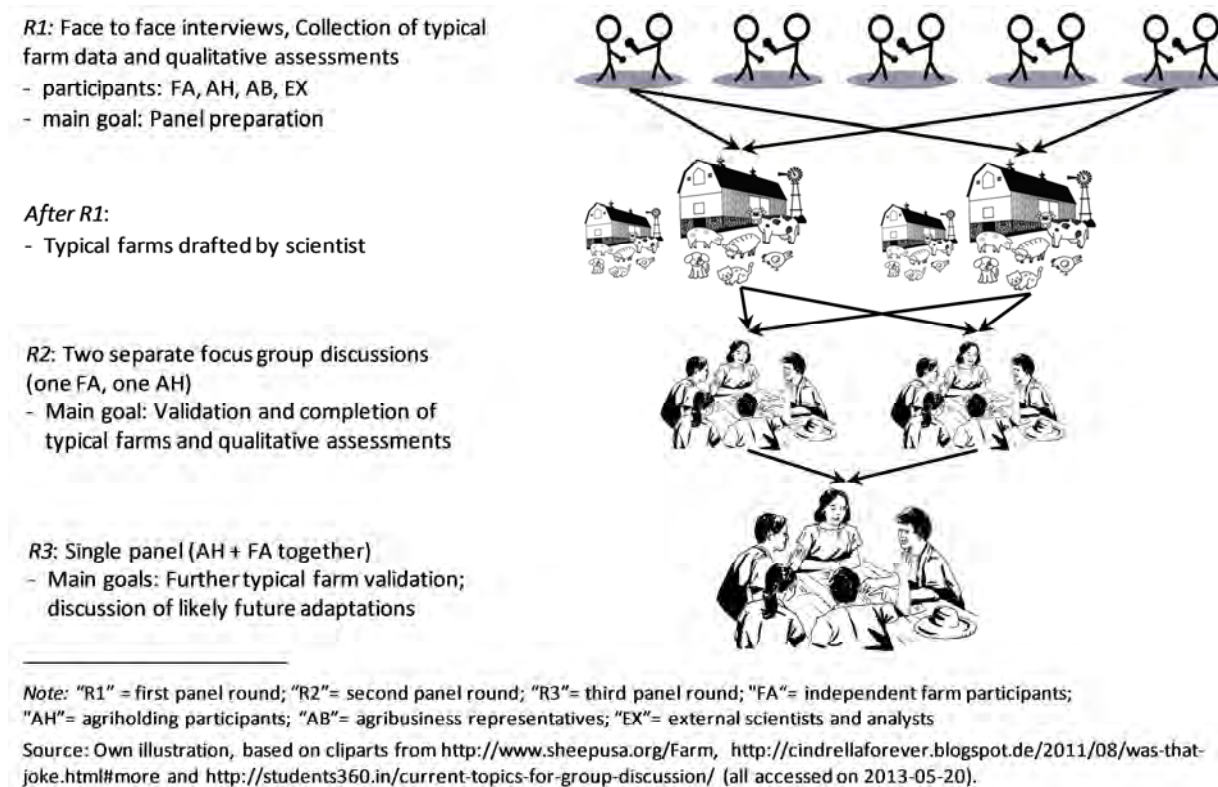 R1: Face to face interviews, Collection of typical
farm data and qualitative assessments
- participants: FA, AH, AB, EX
- main goal: Panel preparation
After R1:
- Typical farms drafted by scientist
R2: Two separate focus group discussions
(one FA, one AH)
- Main goal: Validation and completion of
typical farms and qualitative assessments
R3: Single panel (AH + FA together)
- Main goals: Further typical farm validation;
discussion of likely future adaptations
Note: “R1” = first panel round; “R2”= second panel round; “R3”= third panel round; "FA“= independent farm participants;
"AH”= agriholding participants; “AB”= agribusiness representatives; “EX”= external scientists and analysts
Source: Own illustration, based on cliparts from http://www.sheepusa.org/Farm, http://cindrellaforever.blogspot.de/2011/08/was-that-
joke.html#more and http://students360.in/current-topics-for-group-discussion/ (all accessed on 2013-05-20).